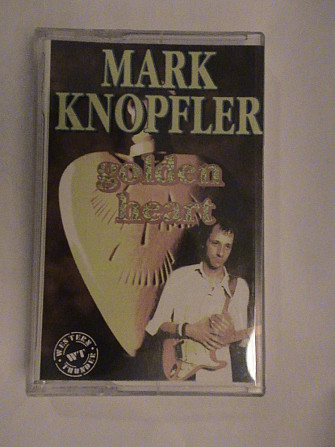 MARK
KNOPFLER
golden
heart
WESTERN
WT
THUNDER